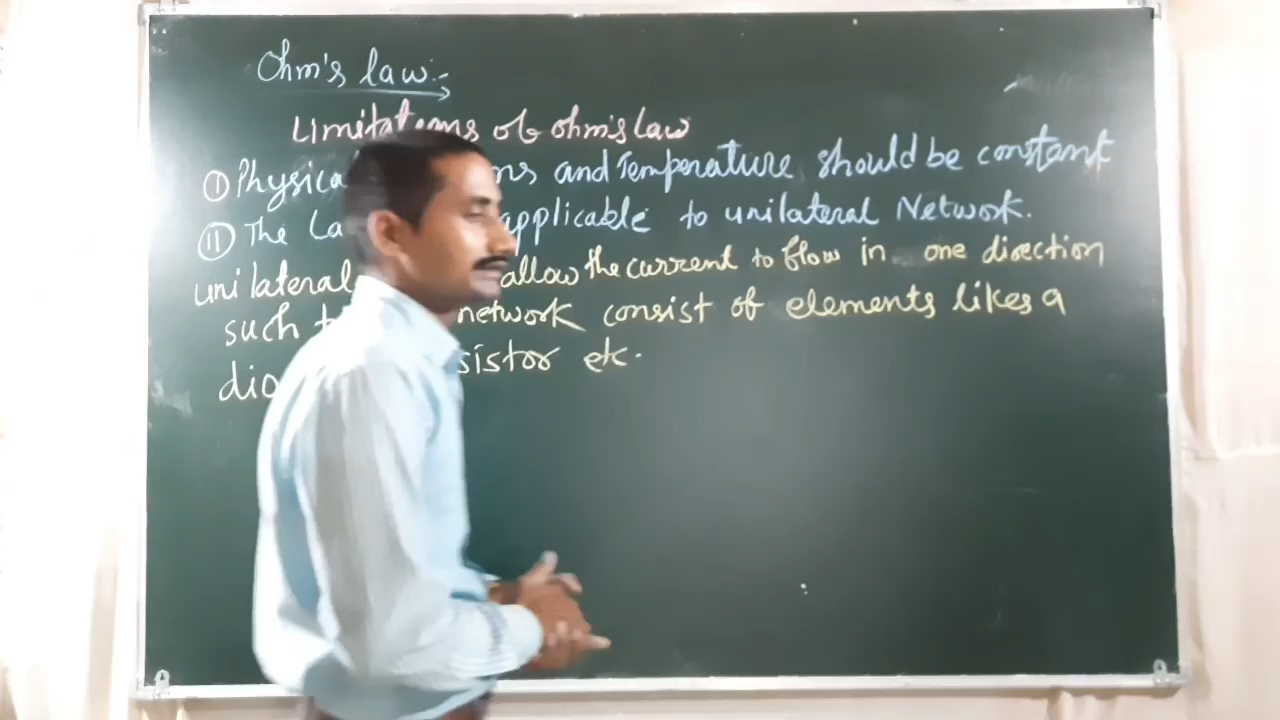 Ohm's law:-
Limitations of ohm's law
① Physica ns and Temperature should be constant
② The La applicable to unilateral Network.
unilateral allow the current to flow in one direction
such t network consist of elements likes a
dio sistor etc.